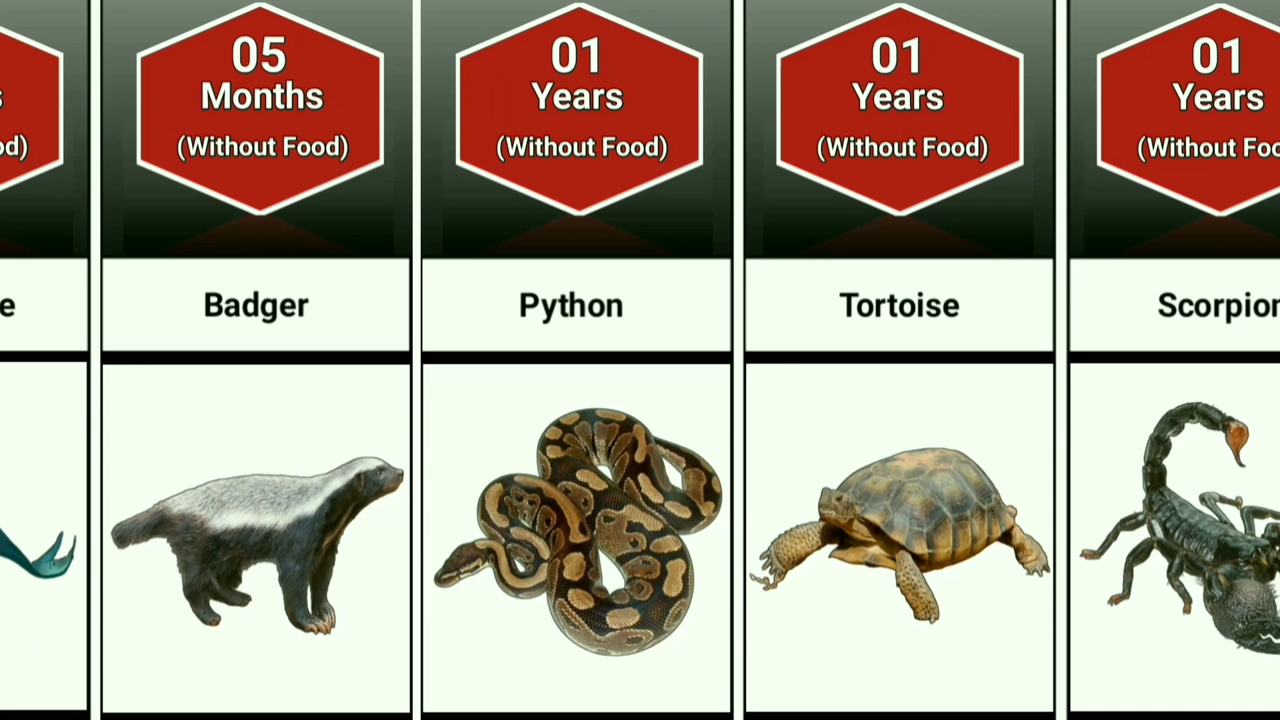 05
Months
(Without Food)
Badger
01
Years
(Without Food)
Python
01
Years
(Without Food)
Tortoise
01
Years